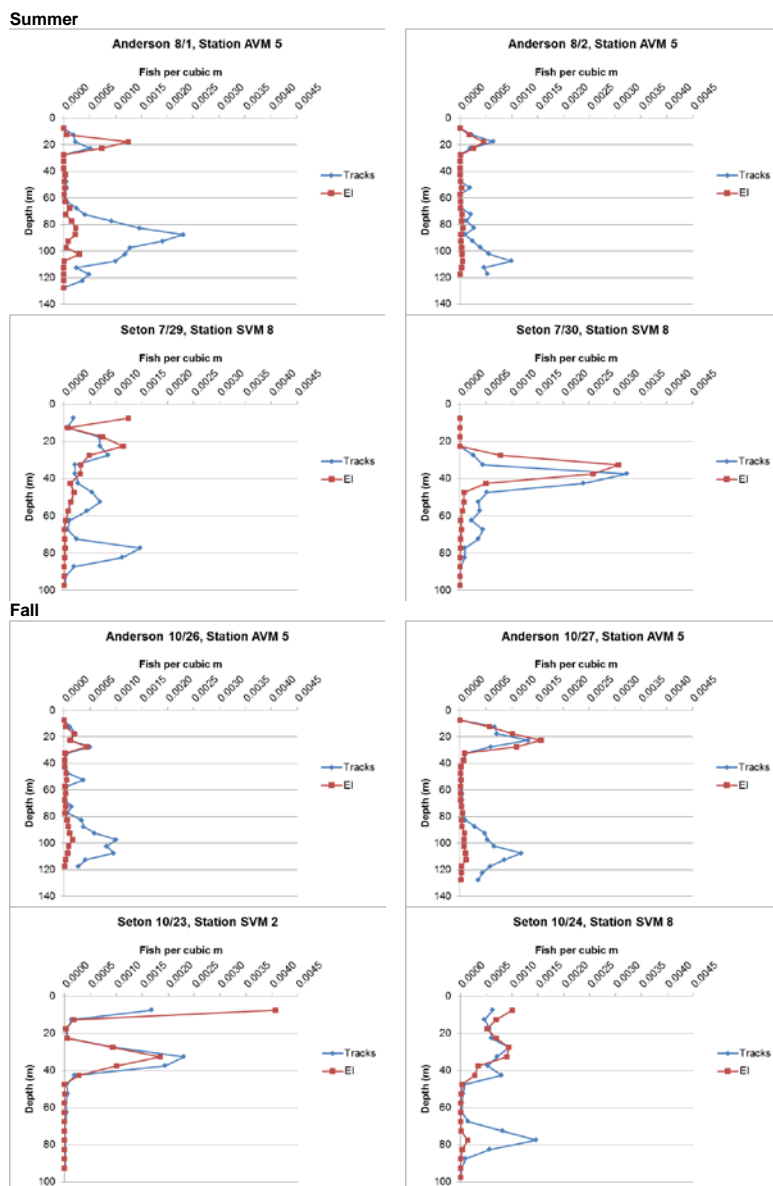 Summer
Anderson 8/1, Station AVM 5
Fish per cubic m
0.0000 0.0005 0.0010 0.0015 0.0020 0.0025 0.0030 0.0035 0.0040 0.0045
0
20
40
60
80
100
120
140
Depth (m)
Tracks
EI
Anderson 8/2, Station AVM 5
Fish per cubic m
0.0000 0.0005 0.0010 0.0015 0.0020 0.0025 0.0030 0.0035 0.0040 0.0045
0
20
40
60
80
100
120
140
Depth (m)
Tracks
EI
Seton 7/29, Station SVM 8
Fish per cubic m
0.0000 0.0005 0.0010 0.0015 0.0020 0.0025 0.0030 0.0035 0.0040 0.0045
0
20
40
60
80
100
Depth (m)
Tracks
EI
Seton 7/30, Station SVM 8
Fish per cubic m
0.0000 0.0005 0.0010 0.0015 0.0020 0.0025 0.0030 0.0035 0.0040 0.0045
0
20
40
60
80
100
Depth (m)
Tracks
EI
Fall
Anderson 10/26, Station AVM 5
Fish per cubic m
0.0000 0.0005 0.0010 0.0015 0.0020 0.0025 0.0030 0.0035 0.0040 0.0045
0
20
40
60
80
100
120
140
Depth (m)
Tracks
EI
Anderson 10/27, Station AVM 5
Fish per cubic m
0.0000 0.0005 0.0010 0.0015 0.0020 0.0025 0.0030 0.0035 0.0040 0.0045
0
20
40
60
80
100
120
140
Depth (m)
Tracks
EI
Seton 10/23, Station SVM 2
Fish per cubic m
0.0000 0.0005 0.0010 0.0015 0.0020 0.0025 0.0030 0.0035 0.0040 0.0045
0
20
40
60
80
Depth (m)
Tracks
EI
Seton 10/24, Station SVM 8
Fish per cubic m
0.0000 0.0005 0.0010 0.0015 0.0020 0.0025 0.0030 0.0035 0.0040 0.0045
0
20
40
60
80
Depth (m)
Tracks
EI